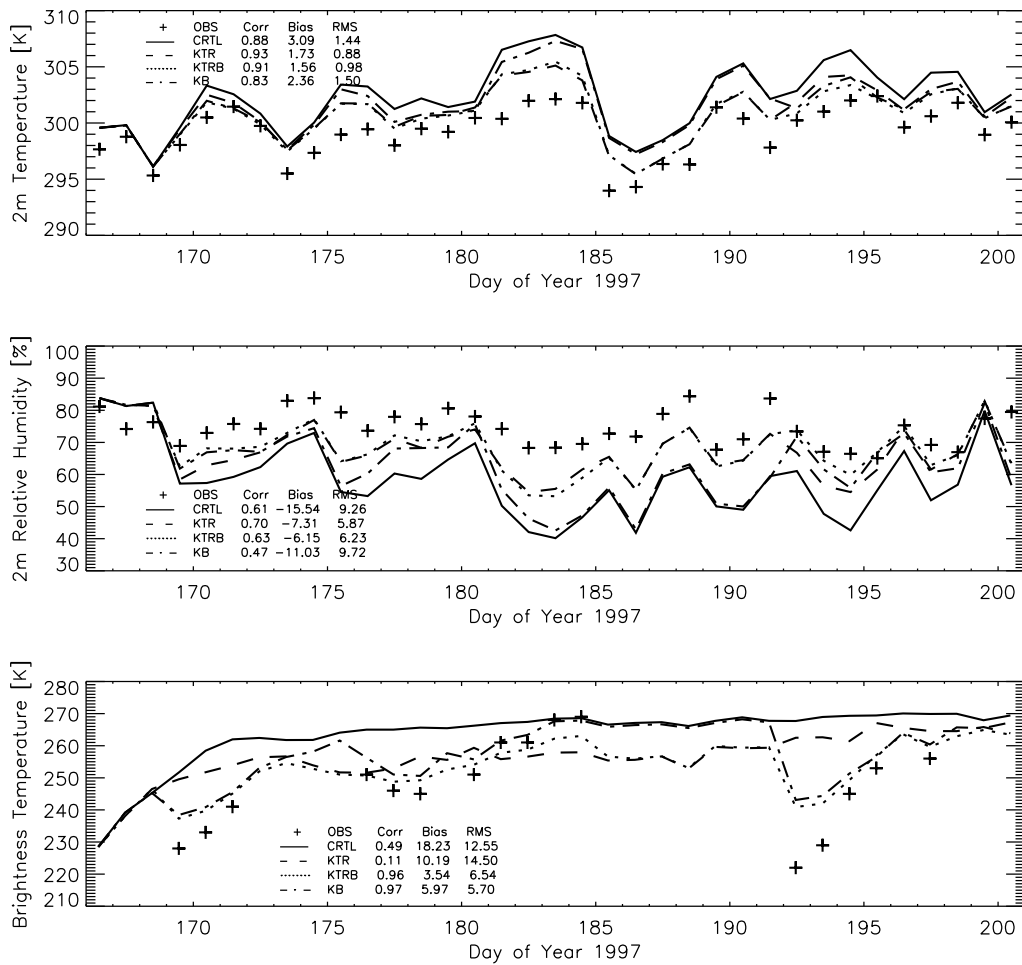 2m Temperature [K]
310
305
300
295
290
+ OBS Corr Bias RMS
CRTL 0.88 3.09 1.44
KTR 0.93 1.73 0.88
KTRB 0.91 1.56 0.98
KB 0.83 2.36 1.50
170 175 180 185 190 195 200
Day of Year 1997
2m Relative Humidity [%]
100
90
80
70
60
50
40
30
+ OBS Corr Bias RMS
CRTL 0.61 −15.54 9.26
KTR 0.70 −7.31 5.87
KTRB 0.63 −6.15 6.23
KB 0.47 −11.03 9.72
170 175 180 185 190 195 200
Day of Year 1997
Brightness Temperature [K]
280
270
260
250
240
230
220
210
+ OBS Corr Bias RMS
CRTL 0.49 18.23 12.55
KTR 0.11 10.19 14.50
KTRB 0.96 3.54 6.54
KB 0.97 5.97 5.70
170 175 180 185 190 195 200
Day of Year 1997